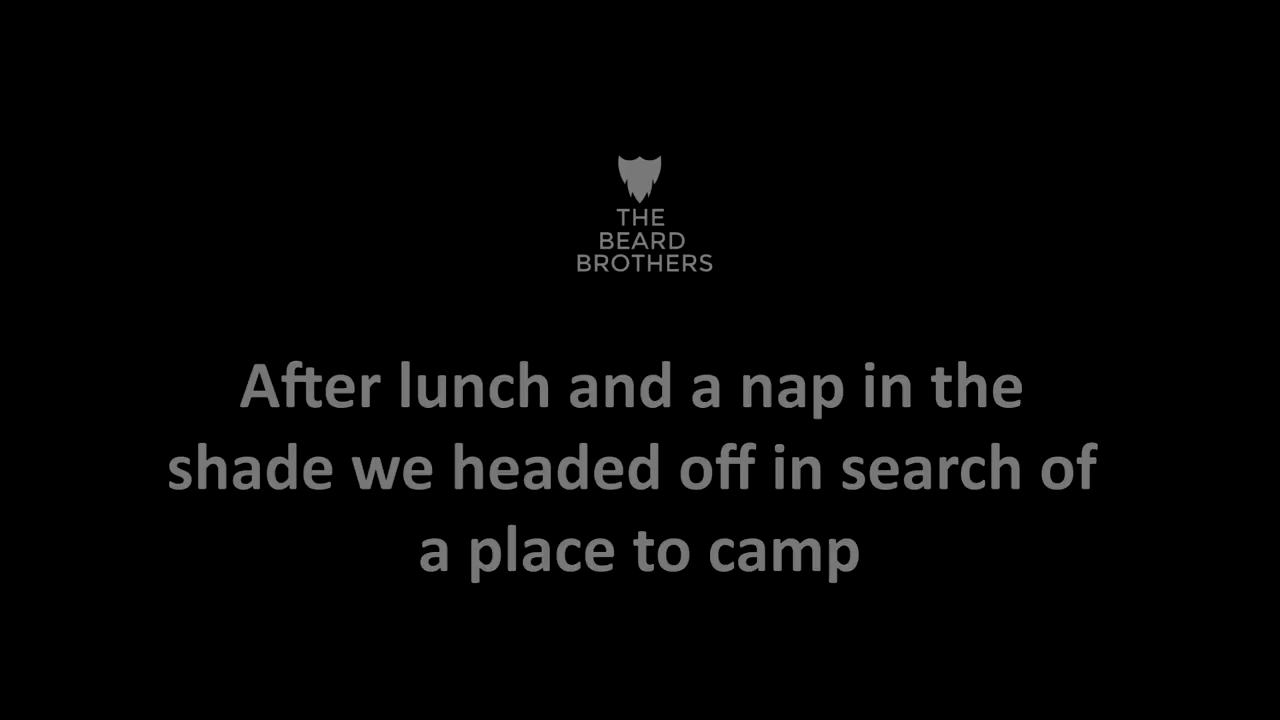 THE
BEARD
BROTHERS
After lunch and a nap in the
shade we headed off in search of
a place to camp